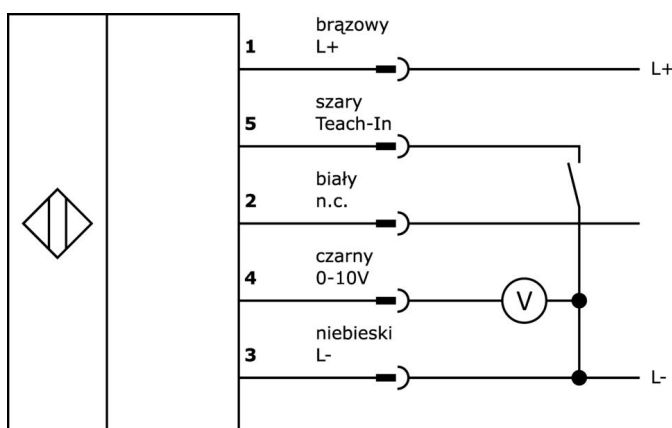 brązowy
1 L+
L+
szary
5 Teach-In
biały
2 n.c.
czarny
4 0-10V
V
niebieski
3 L-
L-